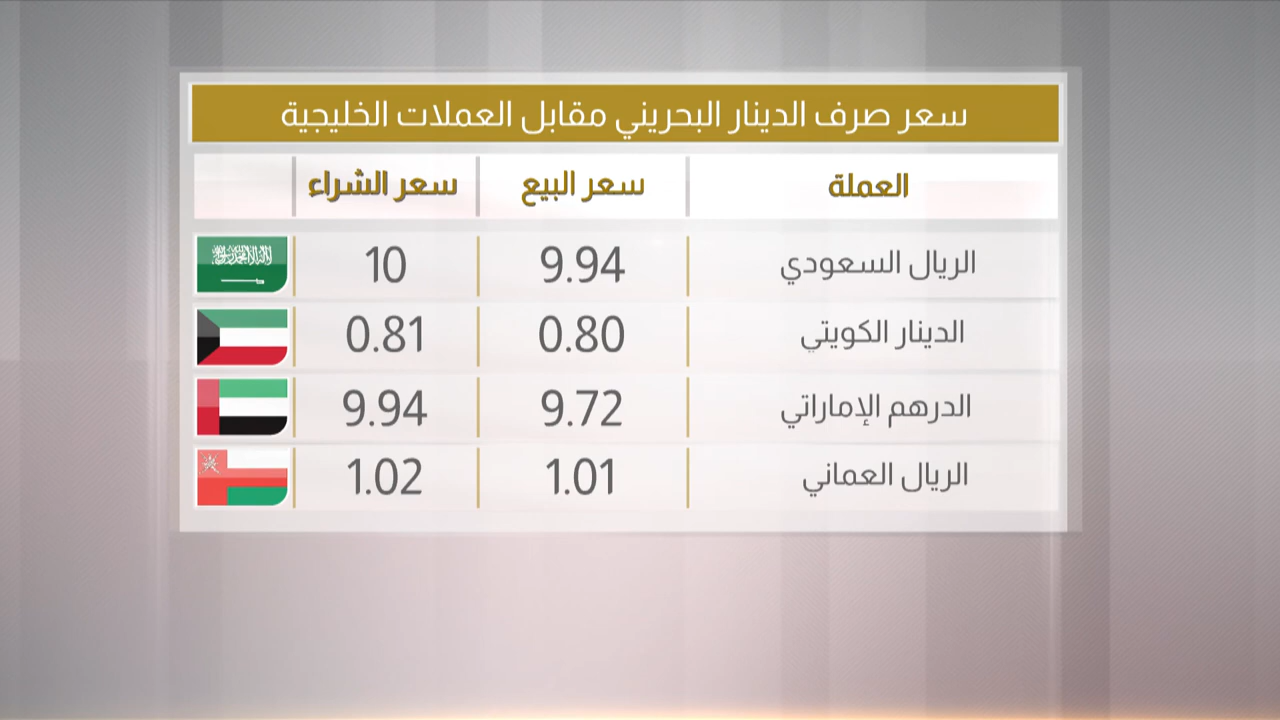 سعر صرف الدينار البحريني مقابل العملات الخليجية
العملة سعر البيع سعر الشراء
الريال السعودي 9.94 10
الدينار الكويتي 0.80 0.81
الدرهم الإماراتي 9.72 9.94
الريال العماني 1.01 1.02